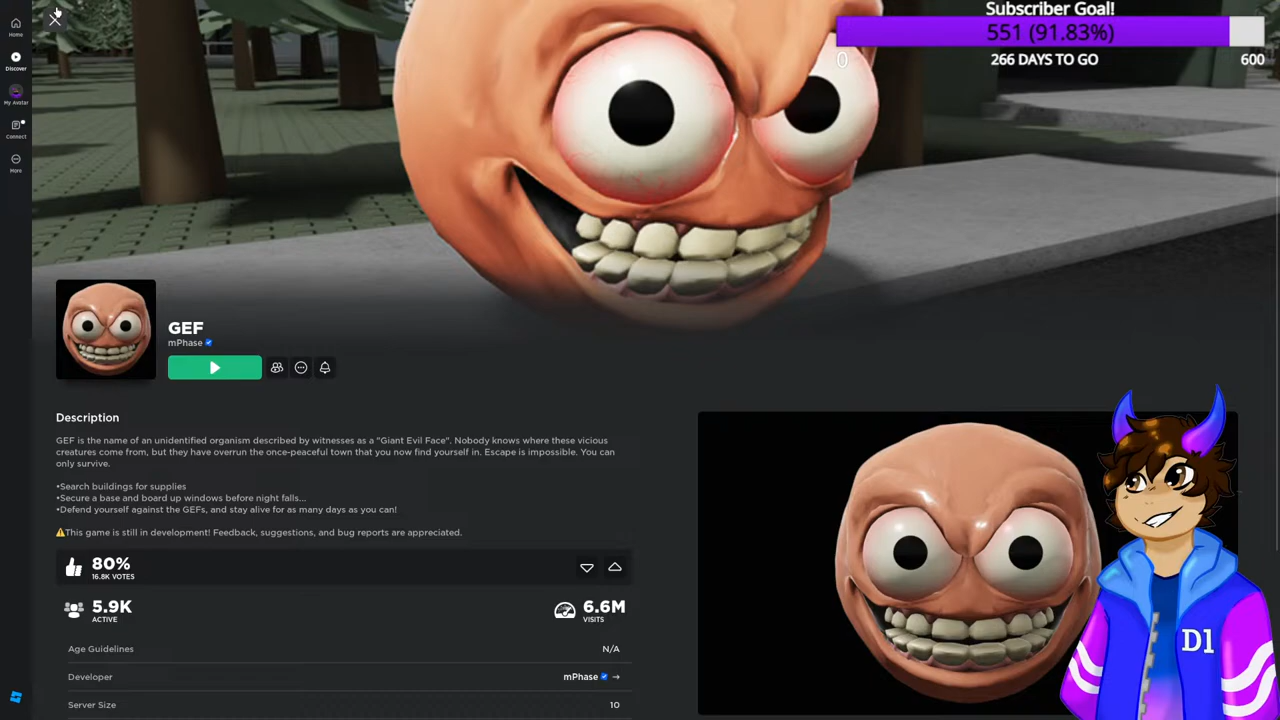 Subscriber Goal!
551 (91.83%)
0
266 DAYS TO GO
600
Home
Discover
My Avatar
Connect
More
GEF
mPhase
Description
GEF is the name of an unidentified organism described by witnesses as a "Giant Evil Face". Nobody knows where these vicious
creatures come from, but they have overrun the once-peaceful town that you now find yourself in. Escape is impossible. You can
only survive.
•Search buildings for supplies
•Secure a base and board up windows before night falls...
•Defend yourself against the GEFs, and stay alive for as many days as you can!
⚠This game is still in development! Feedback, suggestions, and bug reports are appreciated.
80%
16.8K VOTES
5.9K
ACTIVE
6.6M
VISITS
Age Guidelines N/A
Developer mPhase →
Server Size 10
D1